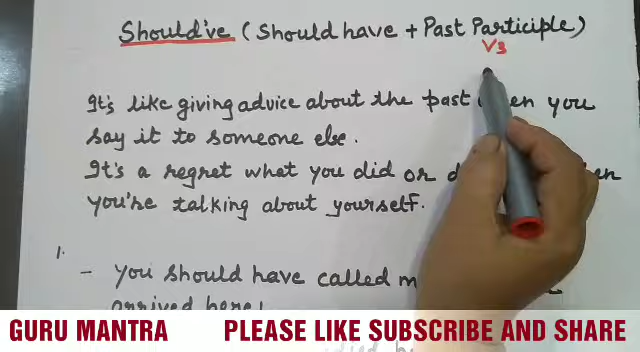 Should've (Should have + Past Participle)
V3
It's like giving advice about the past when you
say it to someone else.
It's a regret what you did or
you're talking about yourself.
1.
- You should have called
arrived here!
GURU MANTRA PLEASE LIKE SUBSCRIBE AND SHARE